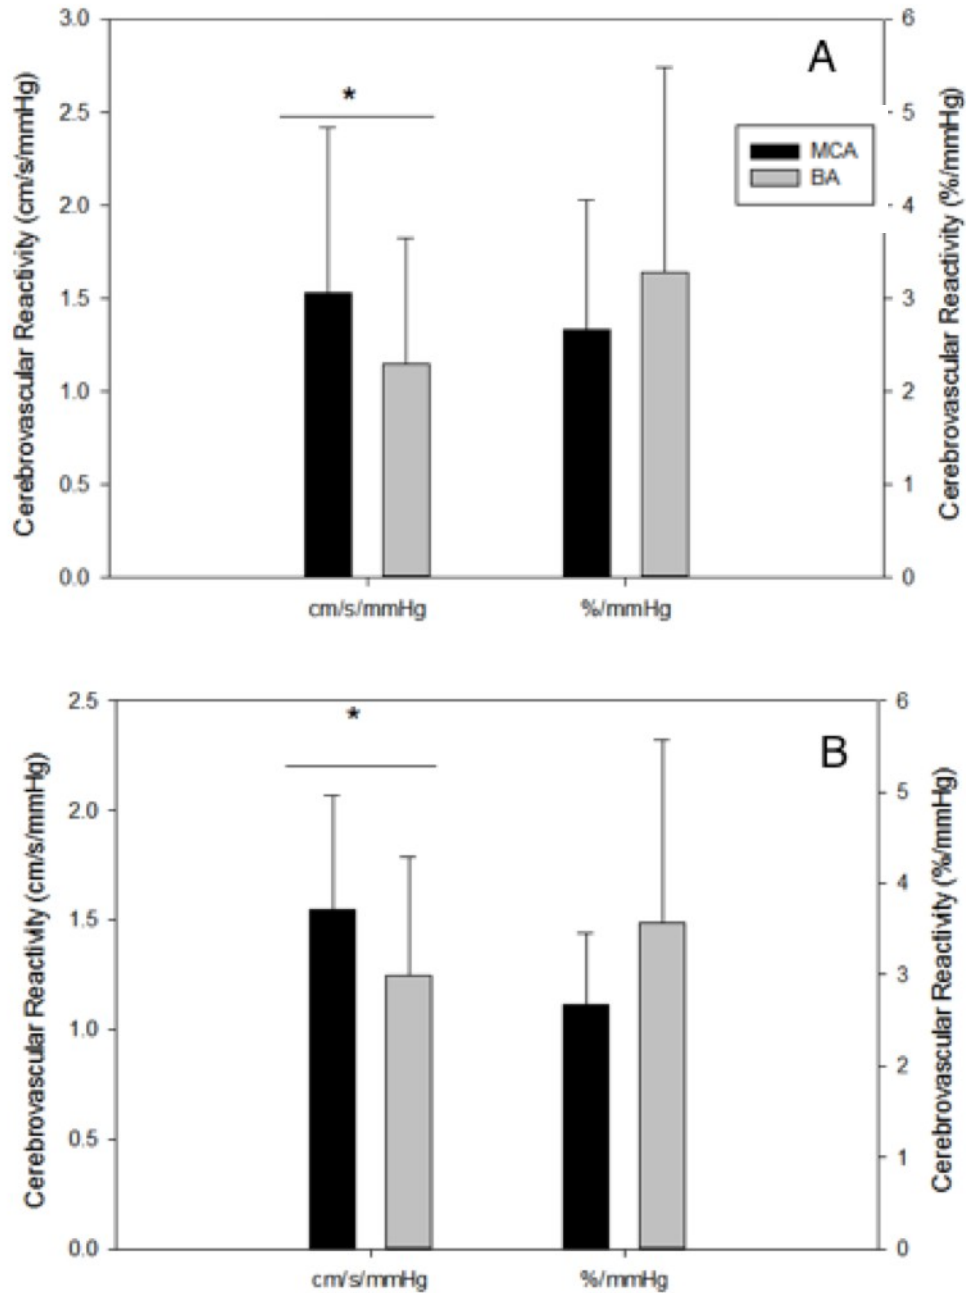 A
*
MCA
BA
Cerebrovascular Reactivity (cm/s/mmHg)
3.0
2.5
2.0
1.5
1.0
0.5
0.0
6
5
4
3
2
1
0
Cerebrovascular Reactivity (%/mmHg)
cm/s/mmHg
%/mmHg
B
*
Cerebrovascular Reactivity (cm/s/mmHg)
2.5
2.0
1.5
1.0
0.5
0.0
6
5
4
3
2
1
0
Cerebrovascular Reactivity (%/mmHg)
cm/s/mmHg
%/mmHg